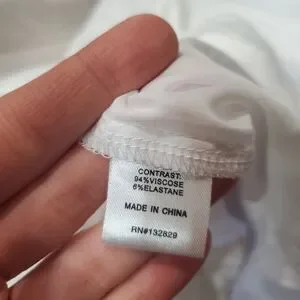 CONTRAST:
94%VISCOSE
6%ELASTANE
MADE IN CHINA
RN#132829